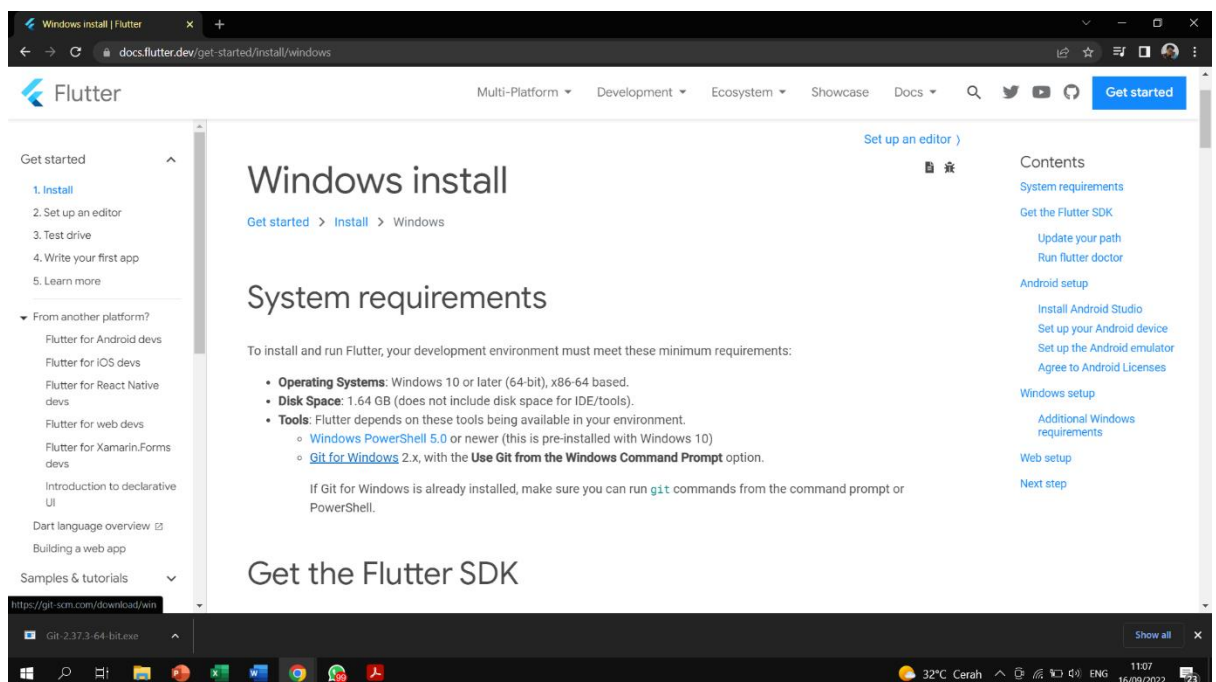 Windows install | Flutter
docs.flutter.dev/get-started/install/windows
Flutter
Multi-Platform
Development
Ecosystem
Showcase
Docs
Get started
Get started
1. Install
2. Set up an editor
3. Test drive
4. Write your first app
5. Learn more
From another platform?
Flutter for Android devs
Flutter for iOS devs
Flutter for React Native
devs
Flutter for web devs
Flutter for Xamarin.Forms
devs
Introduction to declarative
UI
Dart language overview
Building a web app
Samples & tutorials
https://git-scm.com/download/win
Set up an editor
Windows install
Get started > Install > Windows
System requirements
To install and run Flutter, your development environment must meet these minimum requirements:
• Operating Systems: Windows 10 or later (64-bit), x86-64 based.
• Disk Space: 1.64 GB (does not include disk space for IDE/tools).
• Tools: Flutter depends on these tools being available in your environment.
Windows PowerShell 5.0 or newer (this is pre-installed with Windows 10)
Git for Windows 2.x, with the Use Git from the Windows Command Prompt option.
If Git for Windows is already installed, make sure you can run git commands from the command prompt or
PowerShell.
Get the Flutter SDK
Contents
System requirements
Get the Flutter SDK
Update your path
Run flutter doctor
Android setup
Install Android Studio
Set up your Android device
Set up the Android emulator
Agree to Android Licenses
Windows setup
Additional Windows
requirements
Web setup
Next step
Git-2.37.3-64-bit.exe
Show all
99
32°C Cerah
ENG
11:07
16/09/2022
23